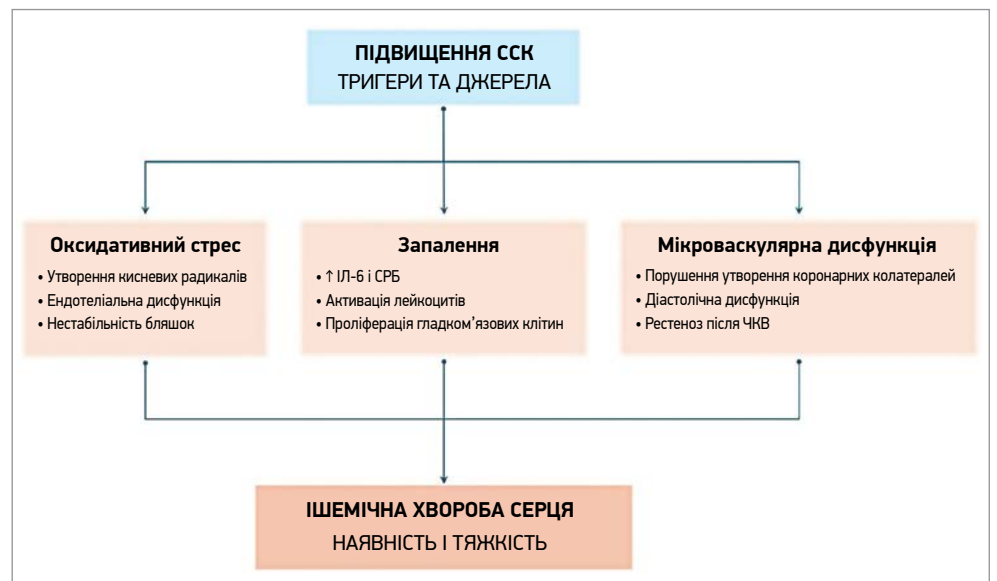 ПІДВИЩЕННЯ ССК
ТРИГЕРИ ТА ДЖЕРЕЛА
Оксидативний стрес
• Утворення кисневих радикалів
• Ендотеліальна дисфункція
• Нестабільність бляшок
Запалення
• ↑ ІЛ-6 і СРБ
• Активація лейкоцитів
• Проліферація гладком’язових клітин
Мікроваскулярна дисфункція
• Порушення утворення коронарних колатералей
• Діастолічна дисфункція
• Рестеноз після ЧКВ
ІШЕМІЧНА ХВОРОБА СЕРЦЯ
НАЯВНІСТЬ І ТЯЖКІСТЬ